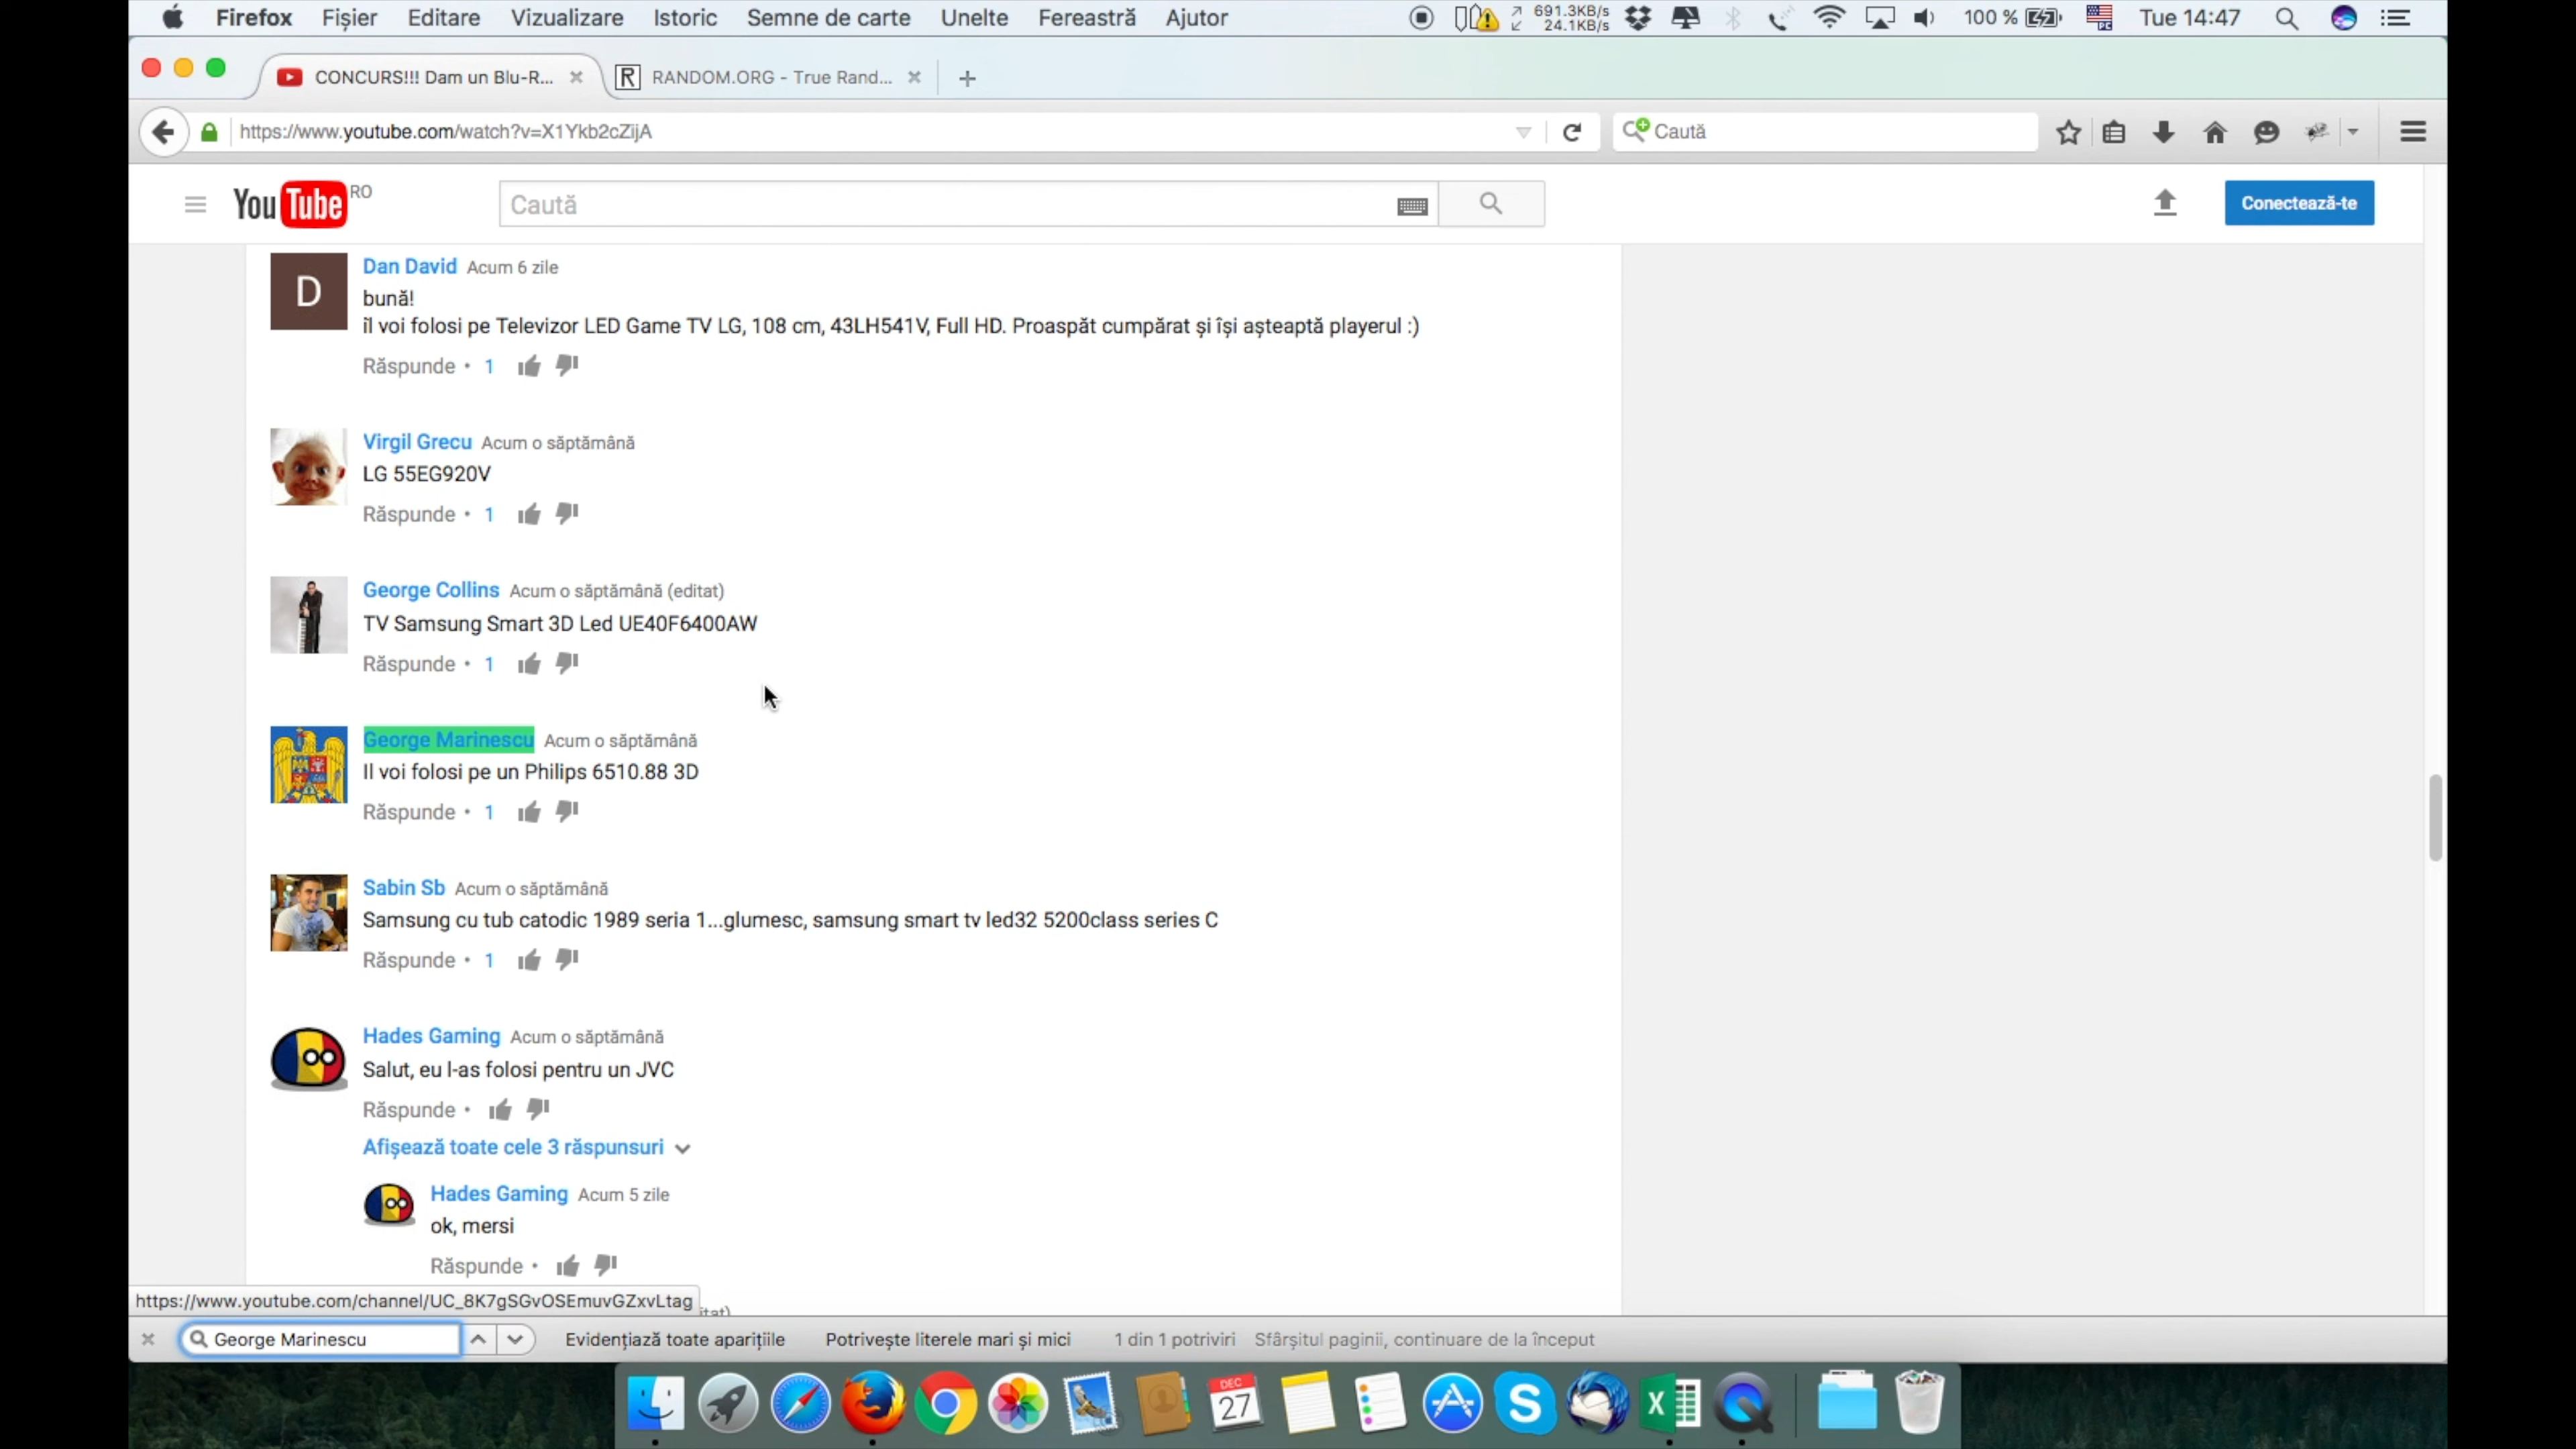 Firefox Fișier Editare Vizualizare Istoric Semne de carte Unelte Fereastră Ajutor 691.3KB/s 24.1KB/s 100 % Tue 14:47
CONCURS!!! Dam un Blu-R... RANDOM.ORG - True Rand...
https://www.youtube.com/watch?v=X1Ykb2cZijA Caută
YouTube RO Caută Conectează-te
D
Dan David Acum 6 zile
bună!
îl voi folosi pe Televizor LED Game TV LG, 108 cm, 43LH541V, Full HD. Proaspăt cumpărat și își așteaptă playerul :)
Răspunde • 1
Virgil Grecu Acum o săptămână
LG 55EG920V
Răspunde • 1
George Collins Acum o săptămână (editat)
TV Samsung Smart 3D Led UE40F6400AW
Răspunde • 1
George Marinescu Acum o săptămână
Il voi folosi pe un Philips 6510.88 3D
Răspunde • 1
Sabin Sb Acum o săptămână
Samsung cu tub catodic 1989 seria 1...glumesc, samsung smart tv led32 5200class series C
Răspunde • 1
Hades Gaming Acum o săptămână
Salut, eu l-as folosi pentru un JVC
Răspunde •
Afișează toate cele 3 răspunsuri
Hades Gaming Acum 5 zile
ok, mersi
Răspunde •
https://www.youtube.com/channel/UC_8K7gSGvOSEmuvGZxvLtag
George Marinescu Evidențiază toate aparițiile Potrivește literele mari și mici 1 din 1 potriviri Sfârșitul paginii, continuare de la început
DEC
27